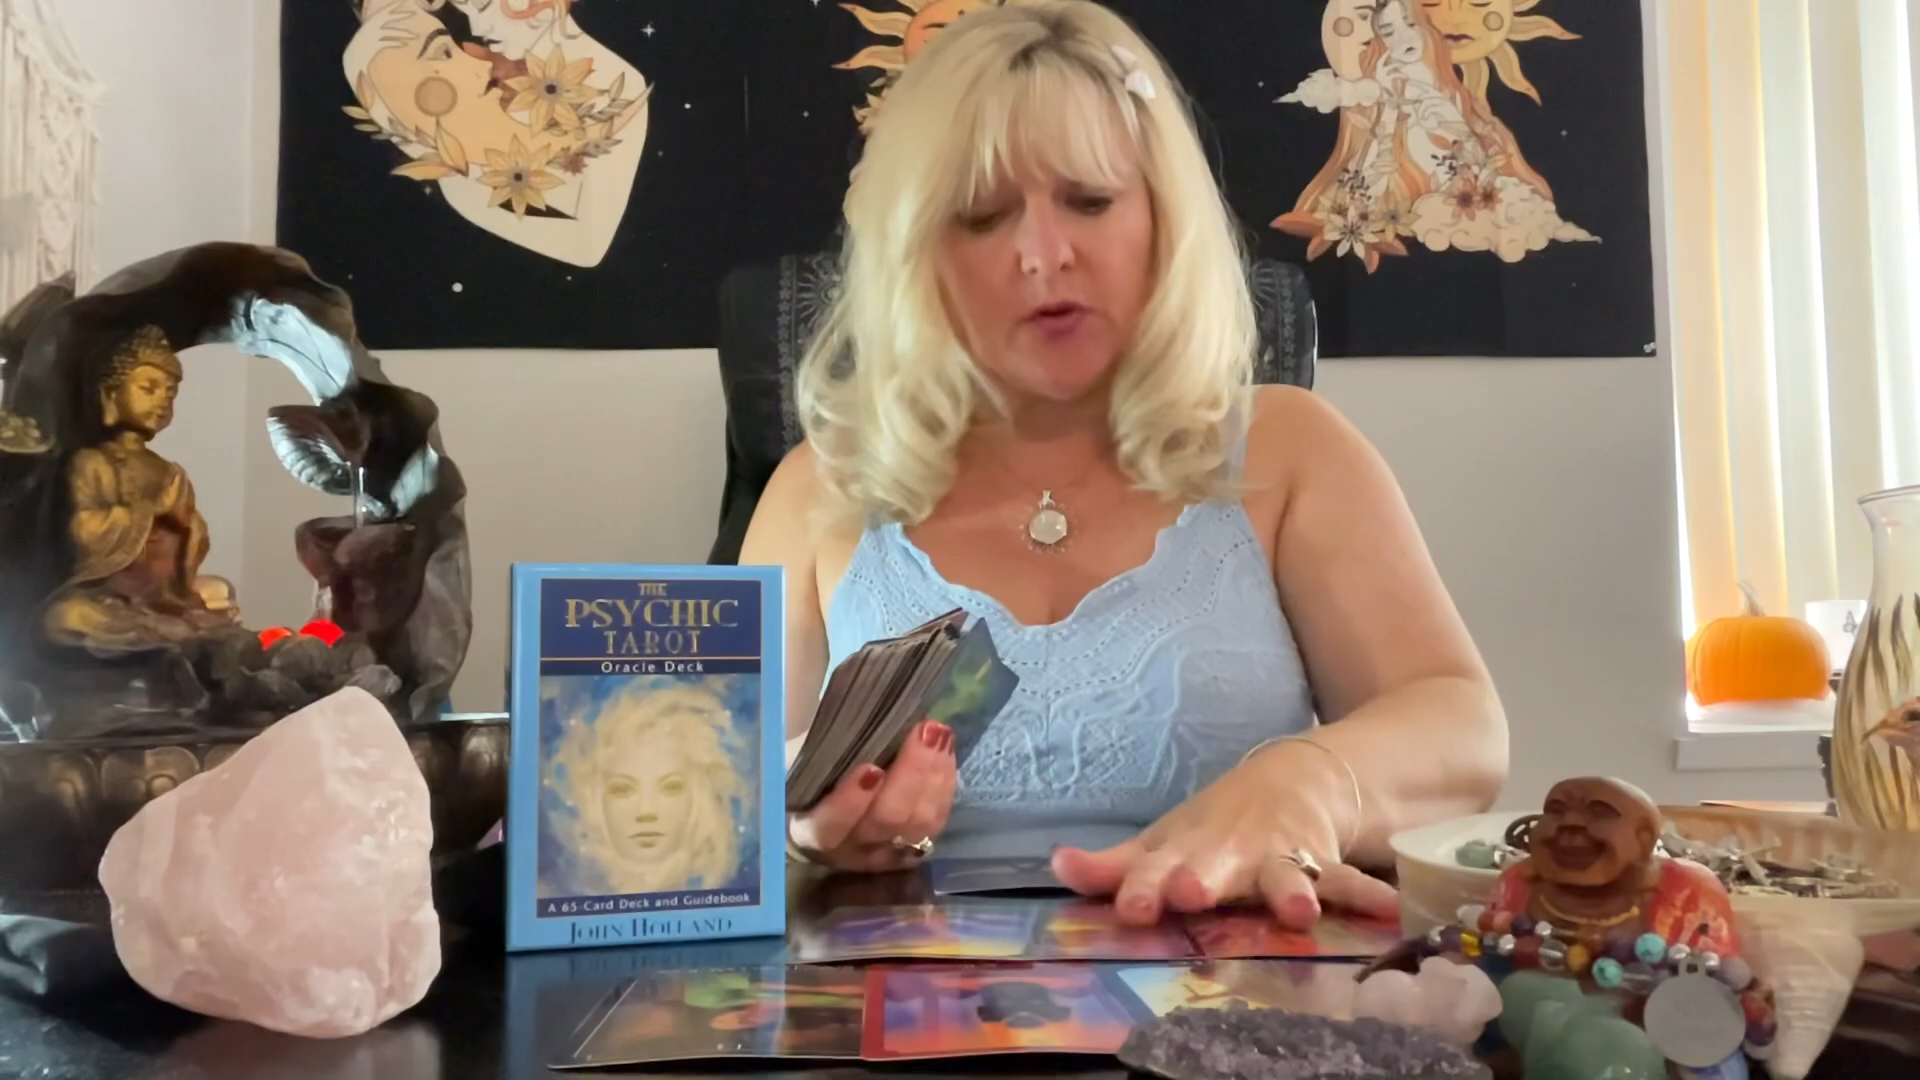 THE
PSYCHIC
TAROT
Oracle Deck
A 65-Card Deck and Guidebook
JOHN HOLLAND